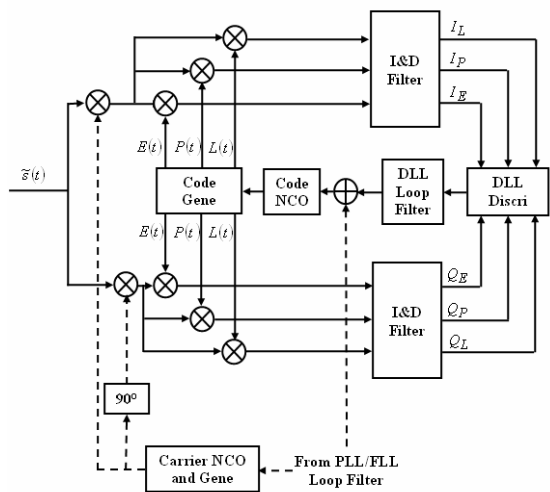 I_L
I&D
Filter
I_P
I_E
E(t) P(t) L(t)
s̃(t)
Code
Gene
Code
NCO
DLL
Loop
Filter
DLL
Discri
E(t) P(t) L(t)
Q_E
I&D
Filter
Q_P
Q_L
90°
Carrier NCO
and Gene
From PLL/FLL
Loop Filter